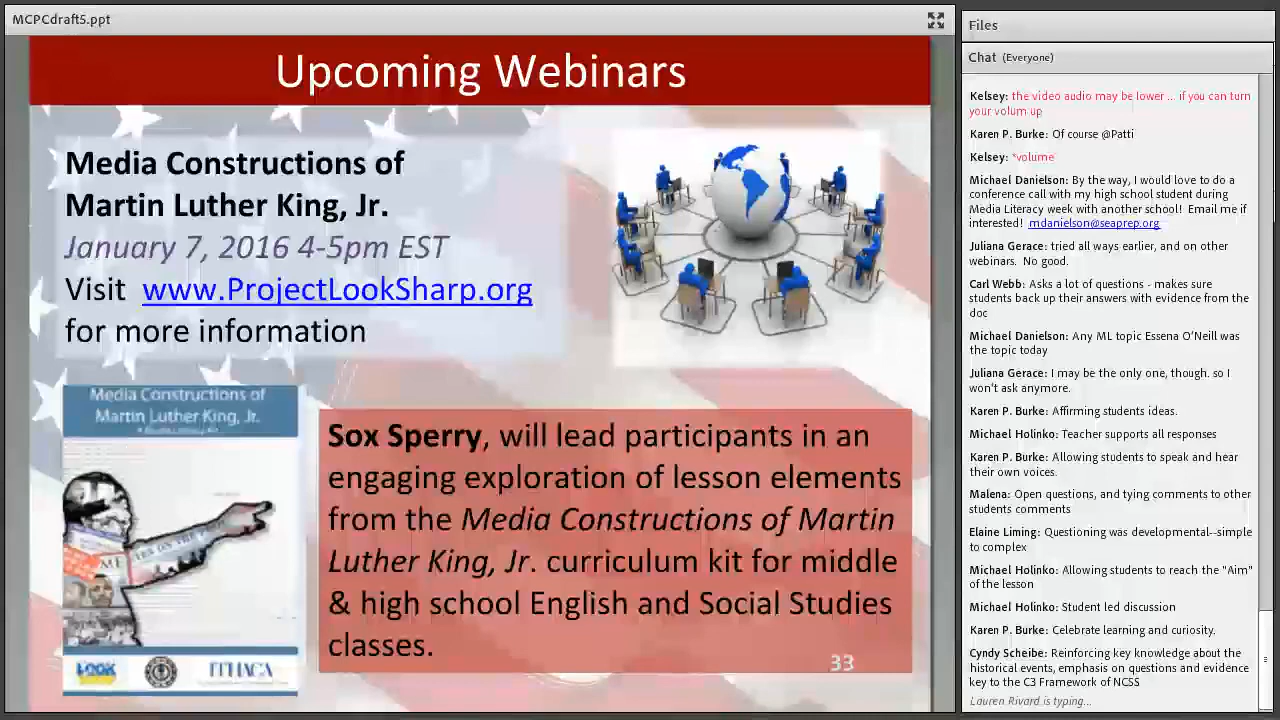 MCPCdraft5.ppt
Upcoming Webinars
Media Constructions of
Martin Luther King, Jr.
January 7, 2016 4-5pm EST
Visit www.ProjectLookSharp.org
for more information
Media Constructions of
Martin Luther King, Jr.
LOOK
ITHACA
Sox Sperry, will lead participants in an
engaging exploration of lesson elements
from the Media Constructions of Martin
Luther King, Jr. curriculum kit for middle
& high school English and Social Studies
classes.
33
Files
Chat (Everyone)
Kelsey: the video audio may be lower ... if you can turn
your volum up
Karen P. Burke: Of course @Patti
Kelsey: *volume
Michael Danielson: By the way, I would love to do a
conference call with my high school student during
Media Literacy week with another school! Email me if
interested! mdanielson@seaprep.org
Juliana Gerace: tried all ways earlier, and on other
webinars. No good.
Carl Webb: Asks a lot of questions - makes sure
students back up their answers with evidence from the
doc
Michael Danielson: Any ML topic Essena O'Neill was
the topic today
Juliana Gerace: I may be the only one, though. so I
won't ask anymore.
Karen P. Burke: Affirming students ideas.
Michael Holinko: Teacher supports all responses
Karen P. Burke: Allowing students to speak and hear
their own voices.
Malena: Open questions, and tying comments to other
students comments
Elaine Liming: Questioning was developmental--simple
to complex
Michael Holinko: Allowing students to reach the "Aim"
of the lesson
Michael Holinko: Student led discussion
Karen P. Burke: Celebrate learning and curiosity.
Cyndy Scheibe: Reinforcing key knowledge about the
historical events, emphasis on questions and evidence
key to the C3 Framework of NCSS
Lauren Rivard is typing...